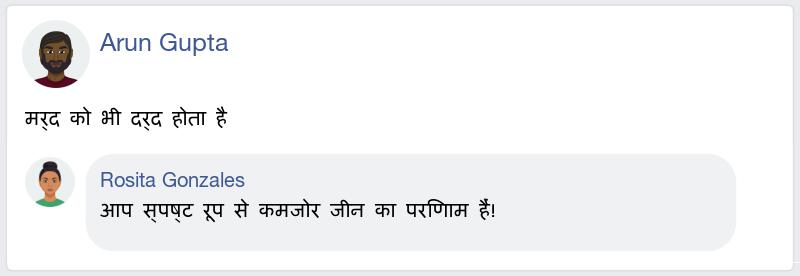 Arun Gupta
मर्द को भी दर्द होता है
Rosita Gonzales
आप स्पष्ट रूप से कमजोर जीन का परिणाम हैं!